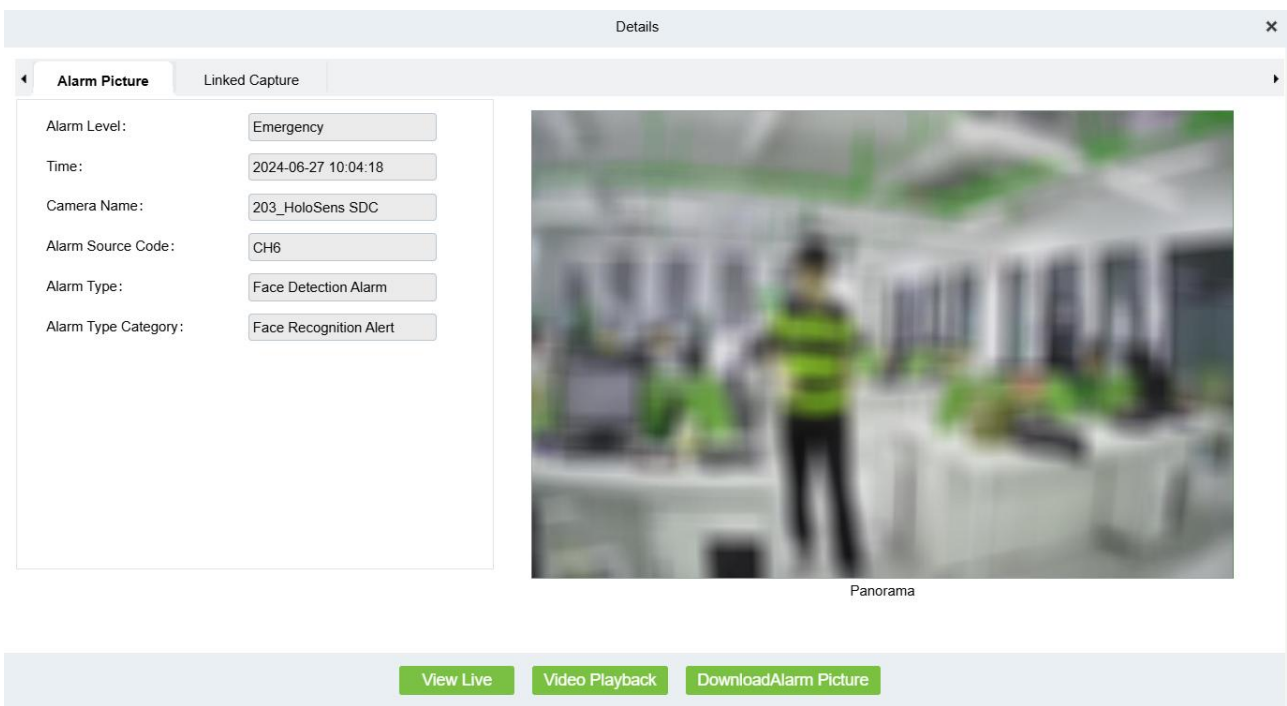 Details
Alarm Picture Linked Capture
Alarm Level: Emergency
Time: 2024-06-27 10:04:18
Camera Name: 203_HoloSens SDC
Alarm Source Code: CH6
Alarm Type: Face Detection Alarm
Alarm Type Category: Face Recognition Alert
Panorama
View Live Video Playback DownloadAlarm Picture